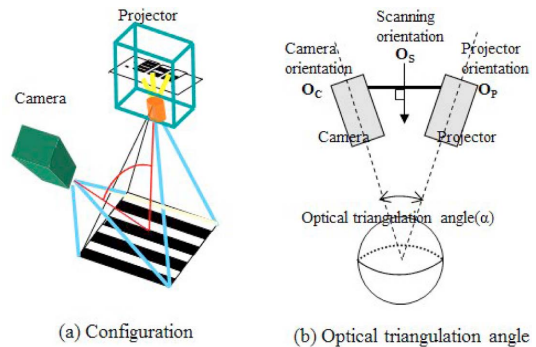 Projector
Camera
(a) Configuration
Scanning
orientation
O_S
Camera
orientation
O_C
Projector
orientation
O_P
Camera
Projector
Optical triangulation angle(α)
(b) Optical triangulation angle